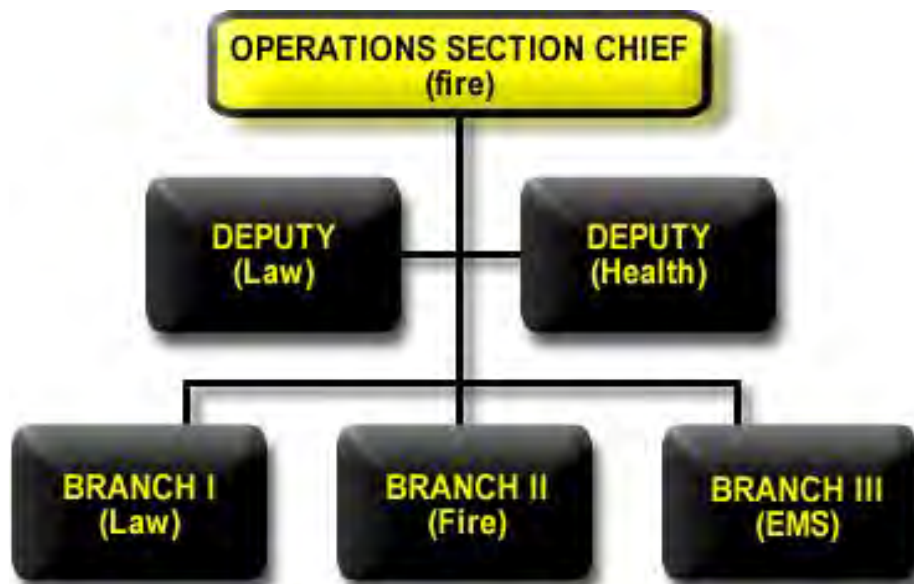 OPERATIONS SECTION CHIEF
(fire)
DEPUTY
(Law)
DEPUTY
(Health)
BRANCH I
(Law)
BRANCH II
(Fire)
BRANCH III
(EMS)